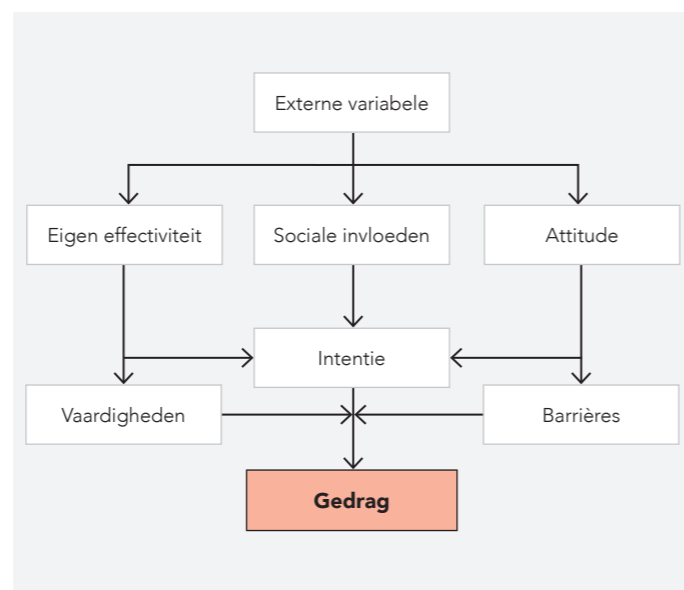 Externe variabele
Eigen effectiviteit
Sociale invloeden
Attitude
Intentie
Vaardigheden
Barrières
Gedrag